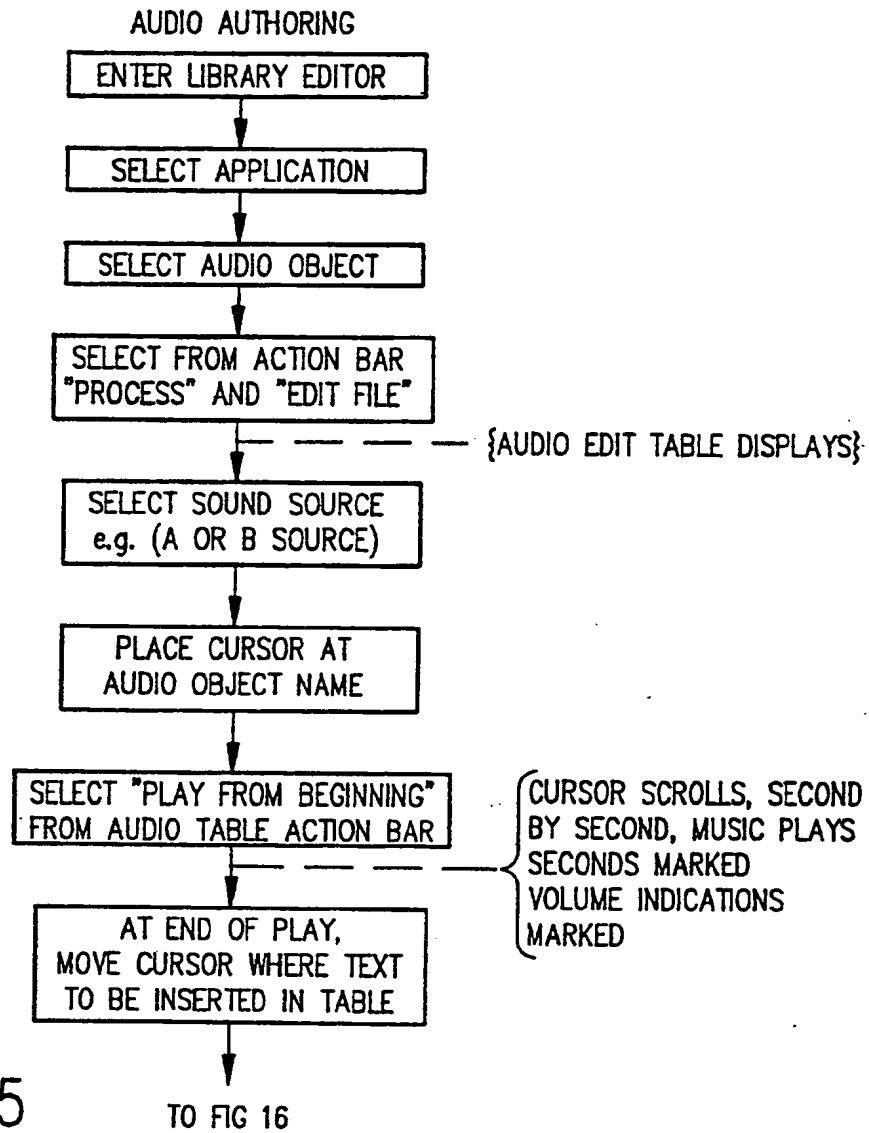 AUDIO AUTHORING
ENTER LIBRARY EDITOR
SELECT APPLICATION
SELECT AUDIO OBJECT
SELECT FROM ACTION BAR
"PROCESS" AND "EDIT FILE"
{AUDIO EDIT TABLE DISPLAYS}
SELECT SOUND SOURCE
e.g. (A OR B SOURCE)
PLACE CURSOR AT
AUDIO OBJECT NAME
SELECT "PLAY FROM BEGINNING"
FROM AUDIO TABLE ACTION BAR
CURSOR SCROLLS, SECOND
BY SECOND, MUSIC PLAYS
SECONDS MARKED
VOLUME INDICATIONS
MARKED
AT END OF PLAY,
MOVE CURSOR WHERE TEXT
TO BE INSERTED IN TABLE
5
TO FIG 16